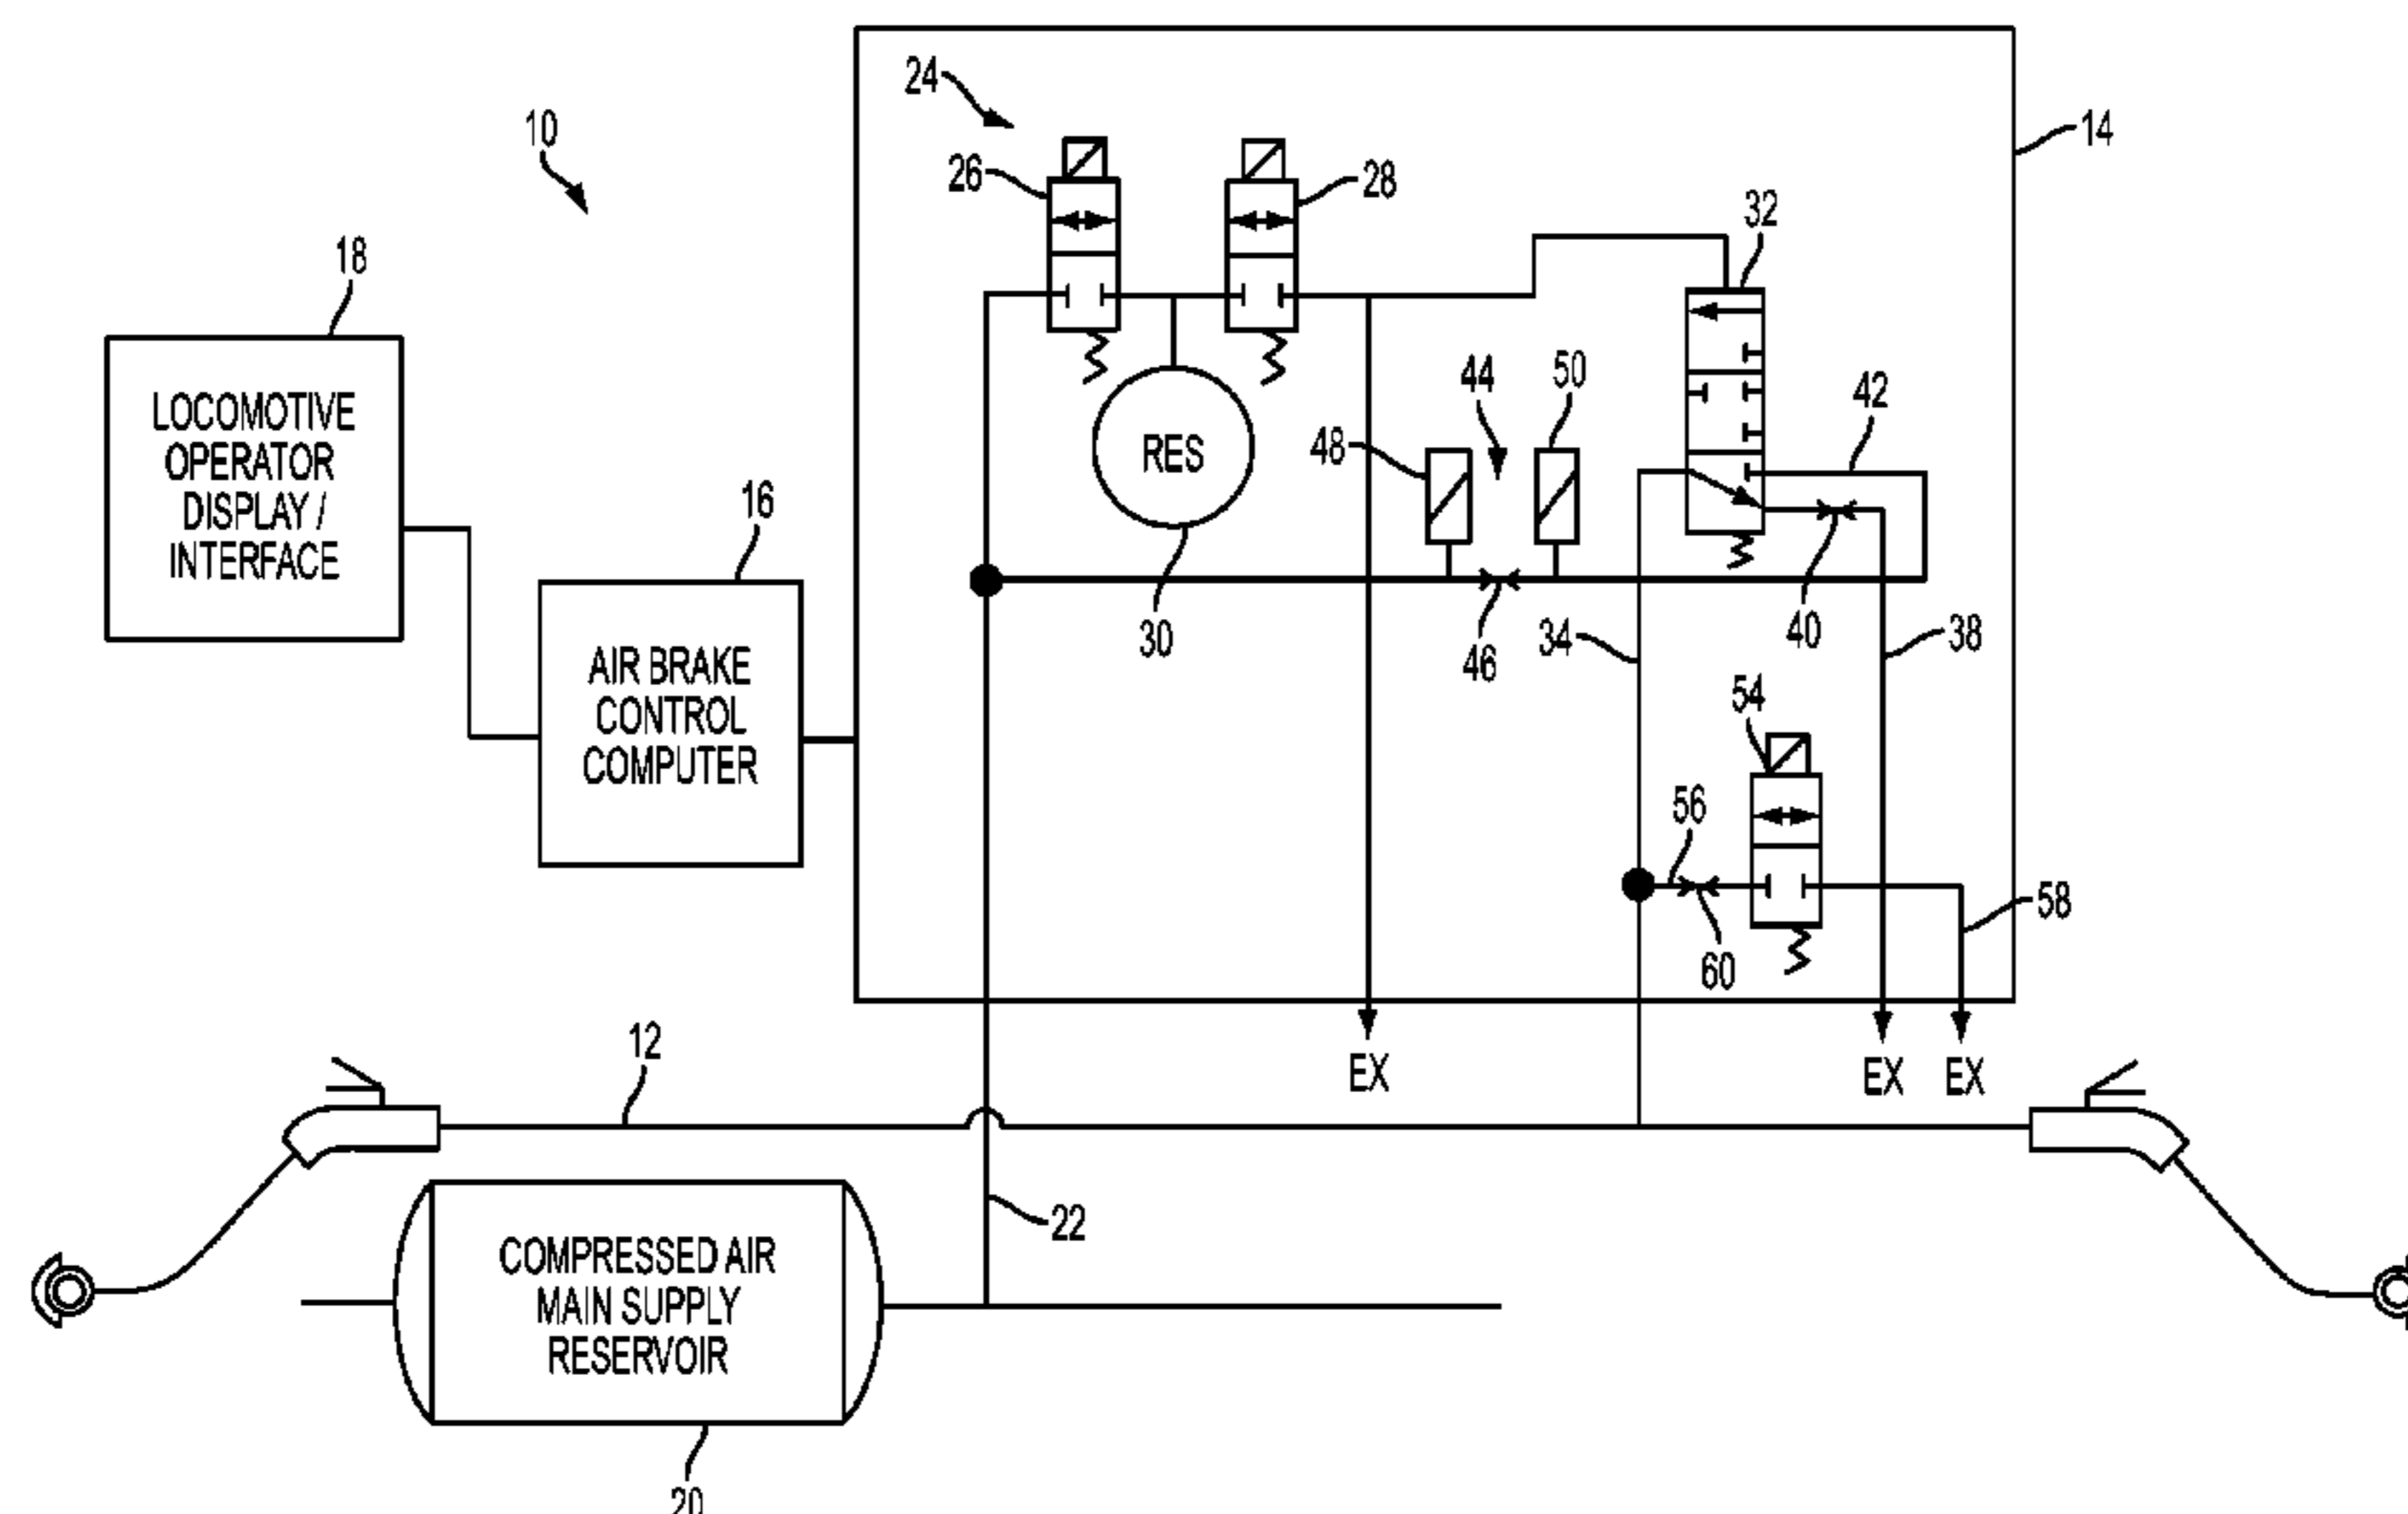 24
10
14
26
28
32
18
LOCOMOTIVE
OPERATOR
DISPLAY /
INTERFACE
16
AIR BRAKE
CONTROL
COMPUTER
RES
30
44
50
48
46
42
40
34
38
54
56
60
58
EX
EX
EX
12
22
COMPRESSED AIR
MAIN SUPPLY
RESERVOIR
20